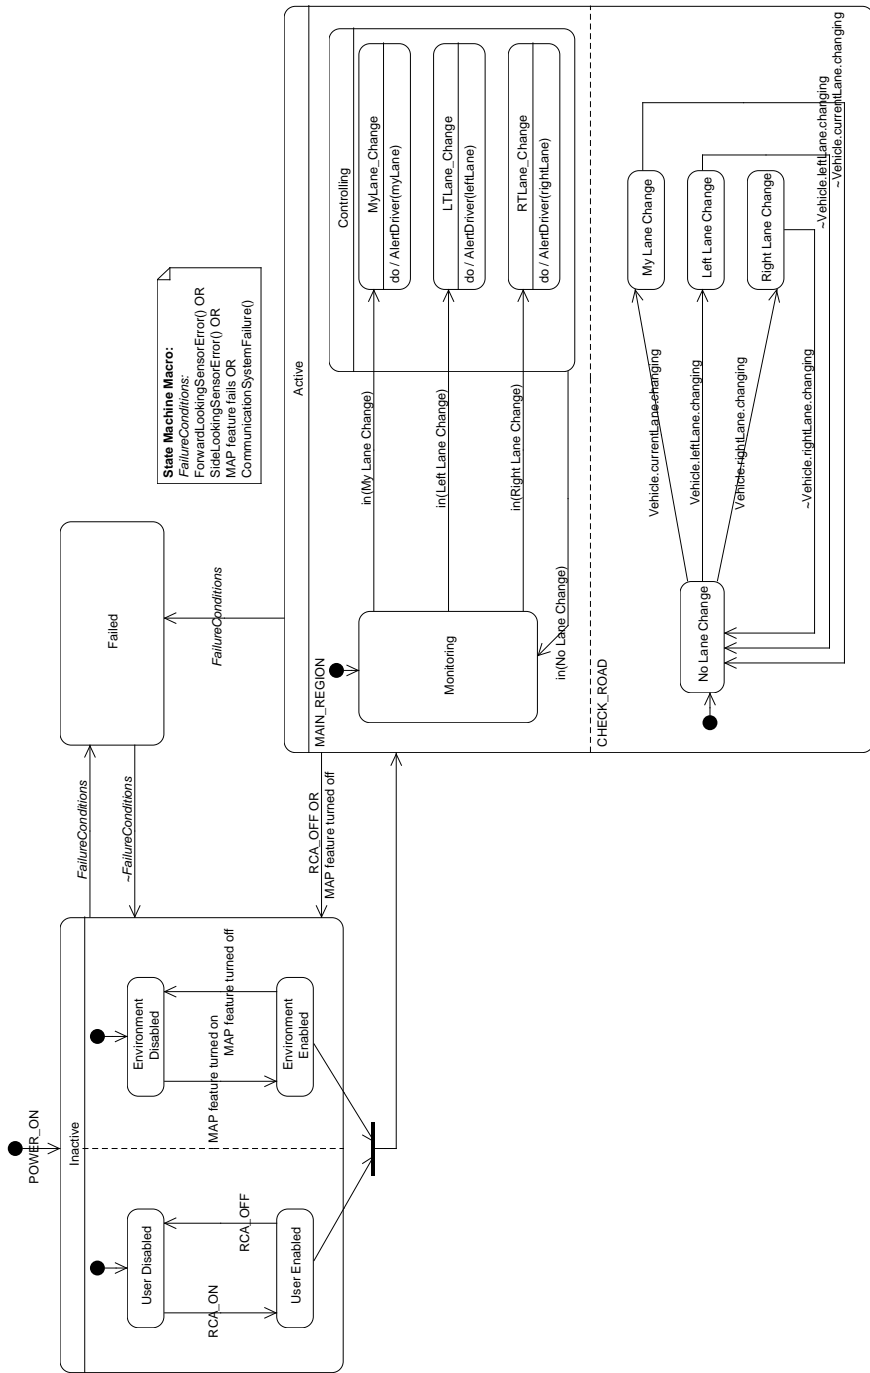 POWER_ON
Inactive
User Disabled
RCA_ON
RCA_OFF
User Enabled
Environment
Disabled
MAP feature turned on
MAP feature turned off
Environment
Enabled
FailureConditions
~FailureConditions
Failed
FailureConditions
RCA_OFF OR
MAP feature turned off
State Machine Macro:
FailureConditions:
ForwardLookingSensorError() OR
SideLookingSensorError() OR
MAP feature fails OR
CommunicationSystemFailure()
Active
MAIN_REGION
Monitoring
in(My Lane Change)
in(Left Lane Change)
in(Right Lane Change)
in(No Lane Change)
Controlling
MyLane_Change
do / AlertDriver(myLane)
LTLane_Change
do / AlertDriver(leftLane)
RTLane_Change
do / AlertDriver(rightLane)
CHECK_ROAD
No Lane Change
Vehicle.currentLane.changing
Vehicle.leftLane.changing
Vehicle.rightLane.changing
~Vehicle.rightLane.changing
My Lane Change
Left Lane Change
Right Lane Change
~Vehicle.leftLane.changing
~Vehicle.currentLane.changing